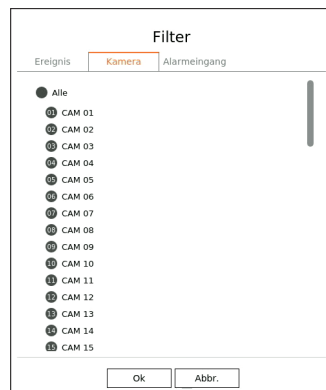 Filter
Ereignis Kamera Alarmeingang
Alle
01 CAM 01
02 CAM 02
03 CAM 03
04 CAM 04
05 CAM 05
06 CAM 06
07 CAM 07
08 CAM 08
09 CAM 09
10 CAM 10
11 CAM 11
12 CAM 12
13 CAM 13
14 CAM 14
15 CAM 15
Ok Abbr.